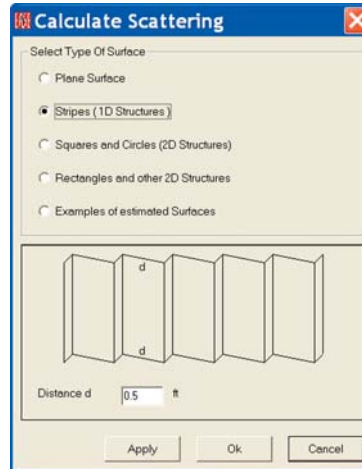 Calculate Scattering
Select Type Of Surface
Plane Surface
Stripes ( 1D Structures )
Squares and Circles (2D Structures)
Rectangles and other 2D Structures
Examples of estimated Surfaces
d
d
Distance d 0.5 ft
Apply Ok Cancel